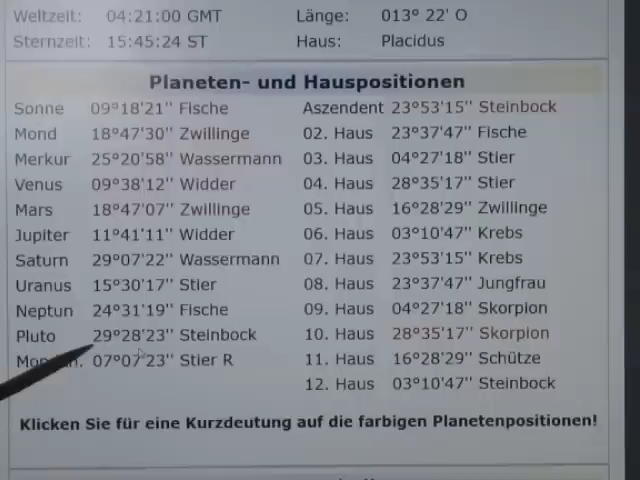 Weltzeit: 04:21:00 GMT Länge: 013° 22' O
Sternzeit: 15:45:24 ST Haus: Placidus
Planeten- und Hauspositionen
Sonne 09°18'21" Fische Aszendent 23°53'15" Steinbock
Mond 18°47'30" Zwillinge 02. Haus 23°37'47" Fische
Merkur 25°20'58" Wassermann 03. Haus 04°27'18" Stier
Venus 09°38'12" Widder 04. Haus 28°35'17" Stier
Mars 18°47'07" Zwillinge 05. Haus 16°28'29" Zwillinge
Jupiter 11°41'11" Widder 06. Haus 03°10'47" Krebs
Saturn 29°07'22" Wassermann 07. Haus 23°53'15" Krebs
Uranus 15°30'17" Stier 08. Haus 23°37'47" Jungfrau
Neptun 24°31'19" Fische 09. Haus 04°27'18" Skorpion
Pluto 29°28'23" Steinbock 10. Haus 28°35'17" Skorpion
07°07'23" Stier R 11. Haus 16°28'29" Schütze
12. Haus 03°10'47" Steinbock
Klicken Sie für eine Kurzdeutung auf die farbigen Planetenpositionen!